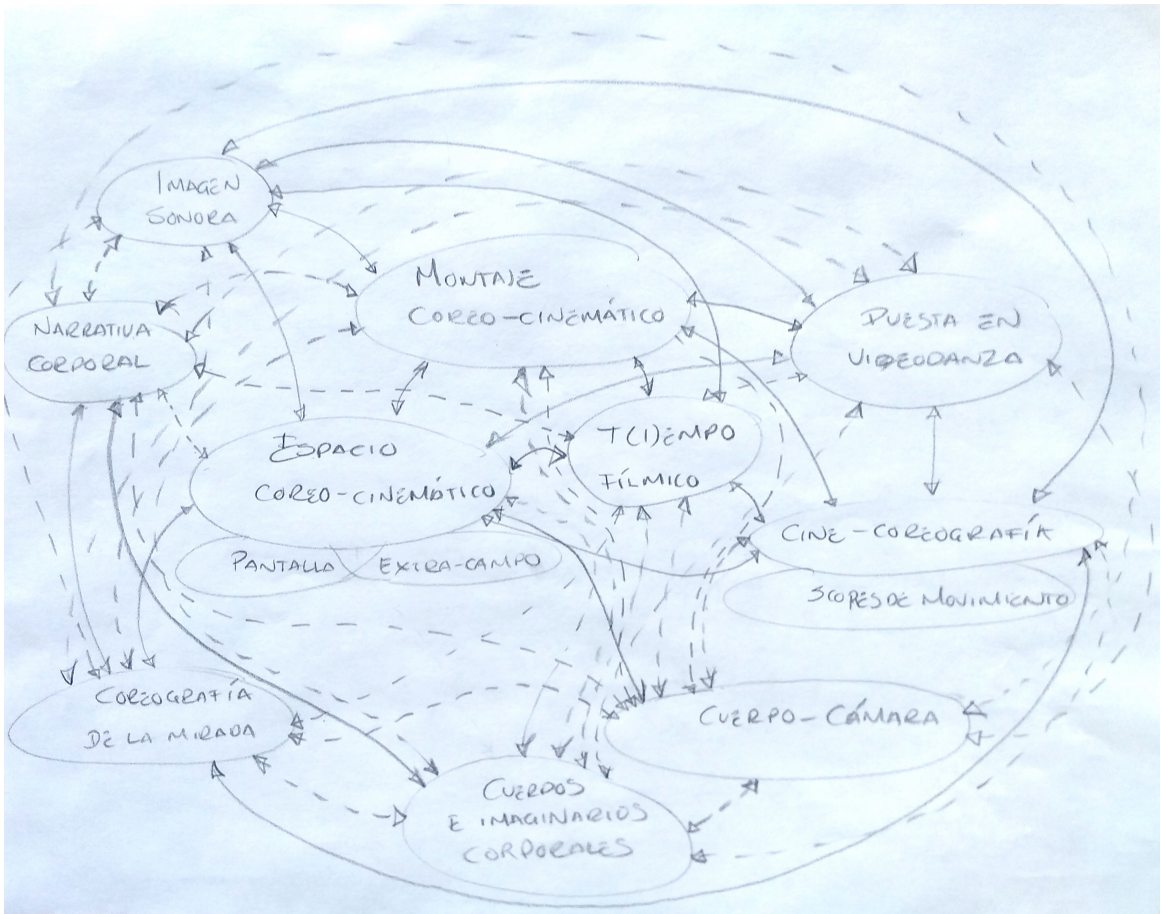 IMAGEN
SONORA
MONTAJE
COREO-CINEMÁTICO
PUESTA EN
VIDEODANZA
NARRATIVA
CORPORAL
ESPACIO
COREO-CINEMÁTICO
T(I)EMPO
FÍLMICO
PANTALLA
EXTRA-CAMPO
CINE-COREOGRAFÍA
SCORES DE MOVIMIENTO
COREOGRAFÍA
DE LA MIRADA
CUERPO-CÁMARA
CUERPOS
E IMAGINARIOS
CORPORALES